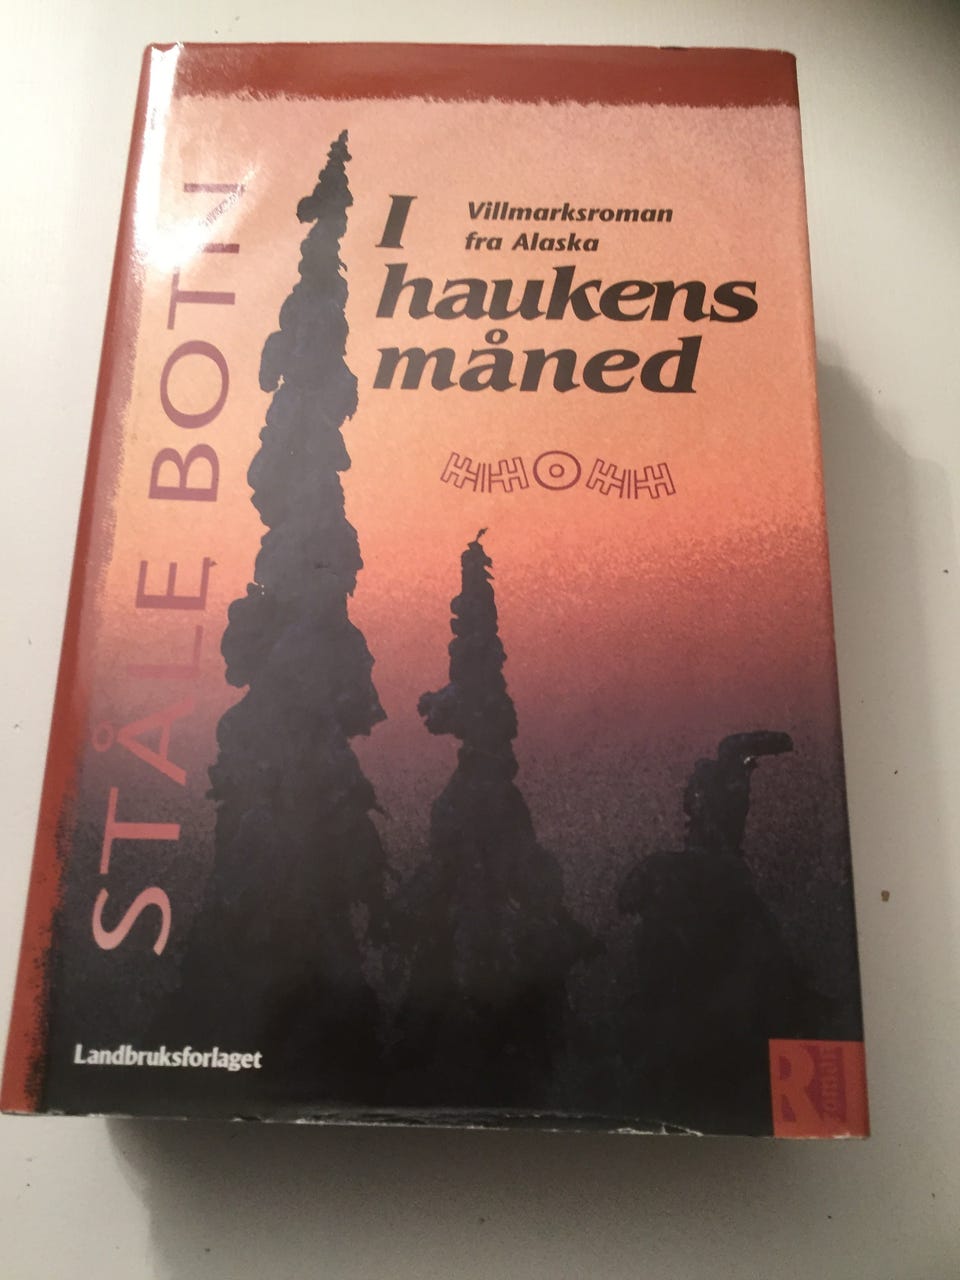 STÅLE BOTN
I
Villmarksroman
fra Alaska
haukens
måned
Landbruksforlaget